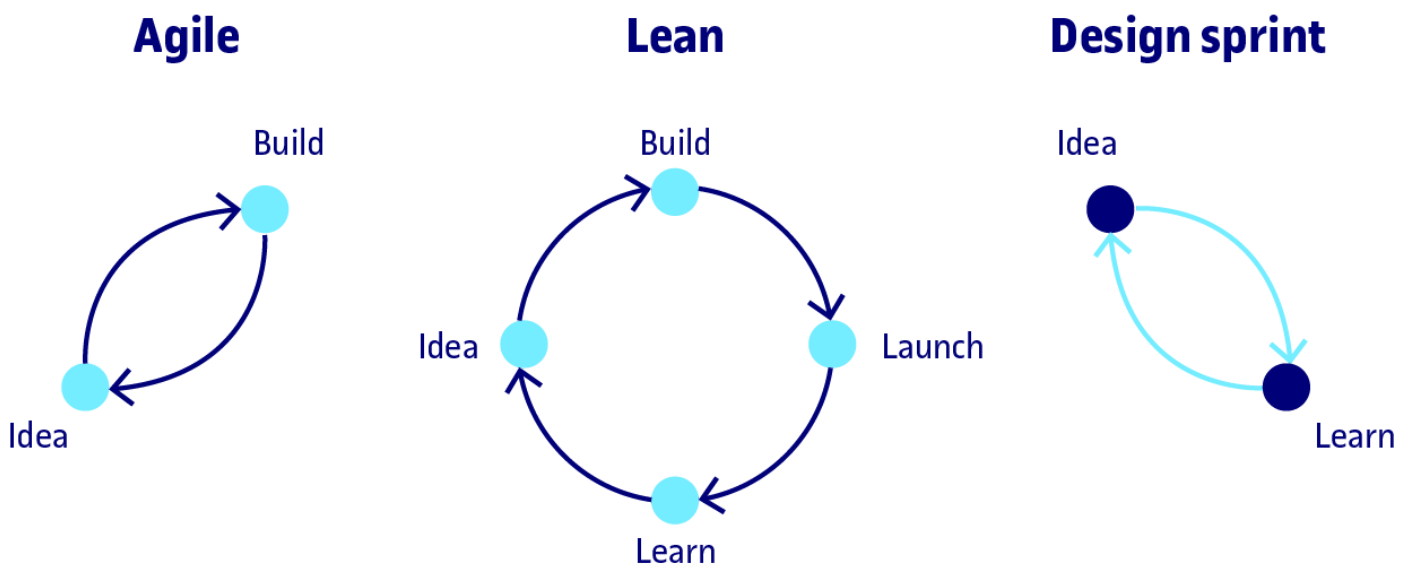 Agile
Build
Idea
Lean
Build
Idea
Launch
Learn
Design sprint
Idea
Learn